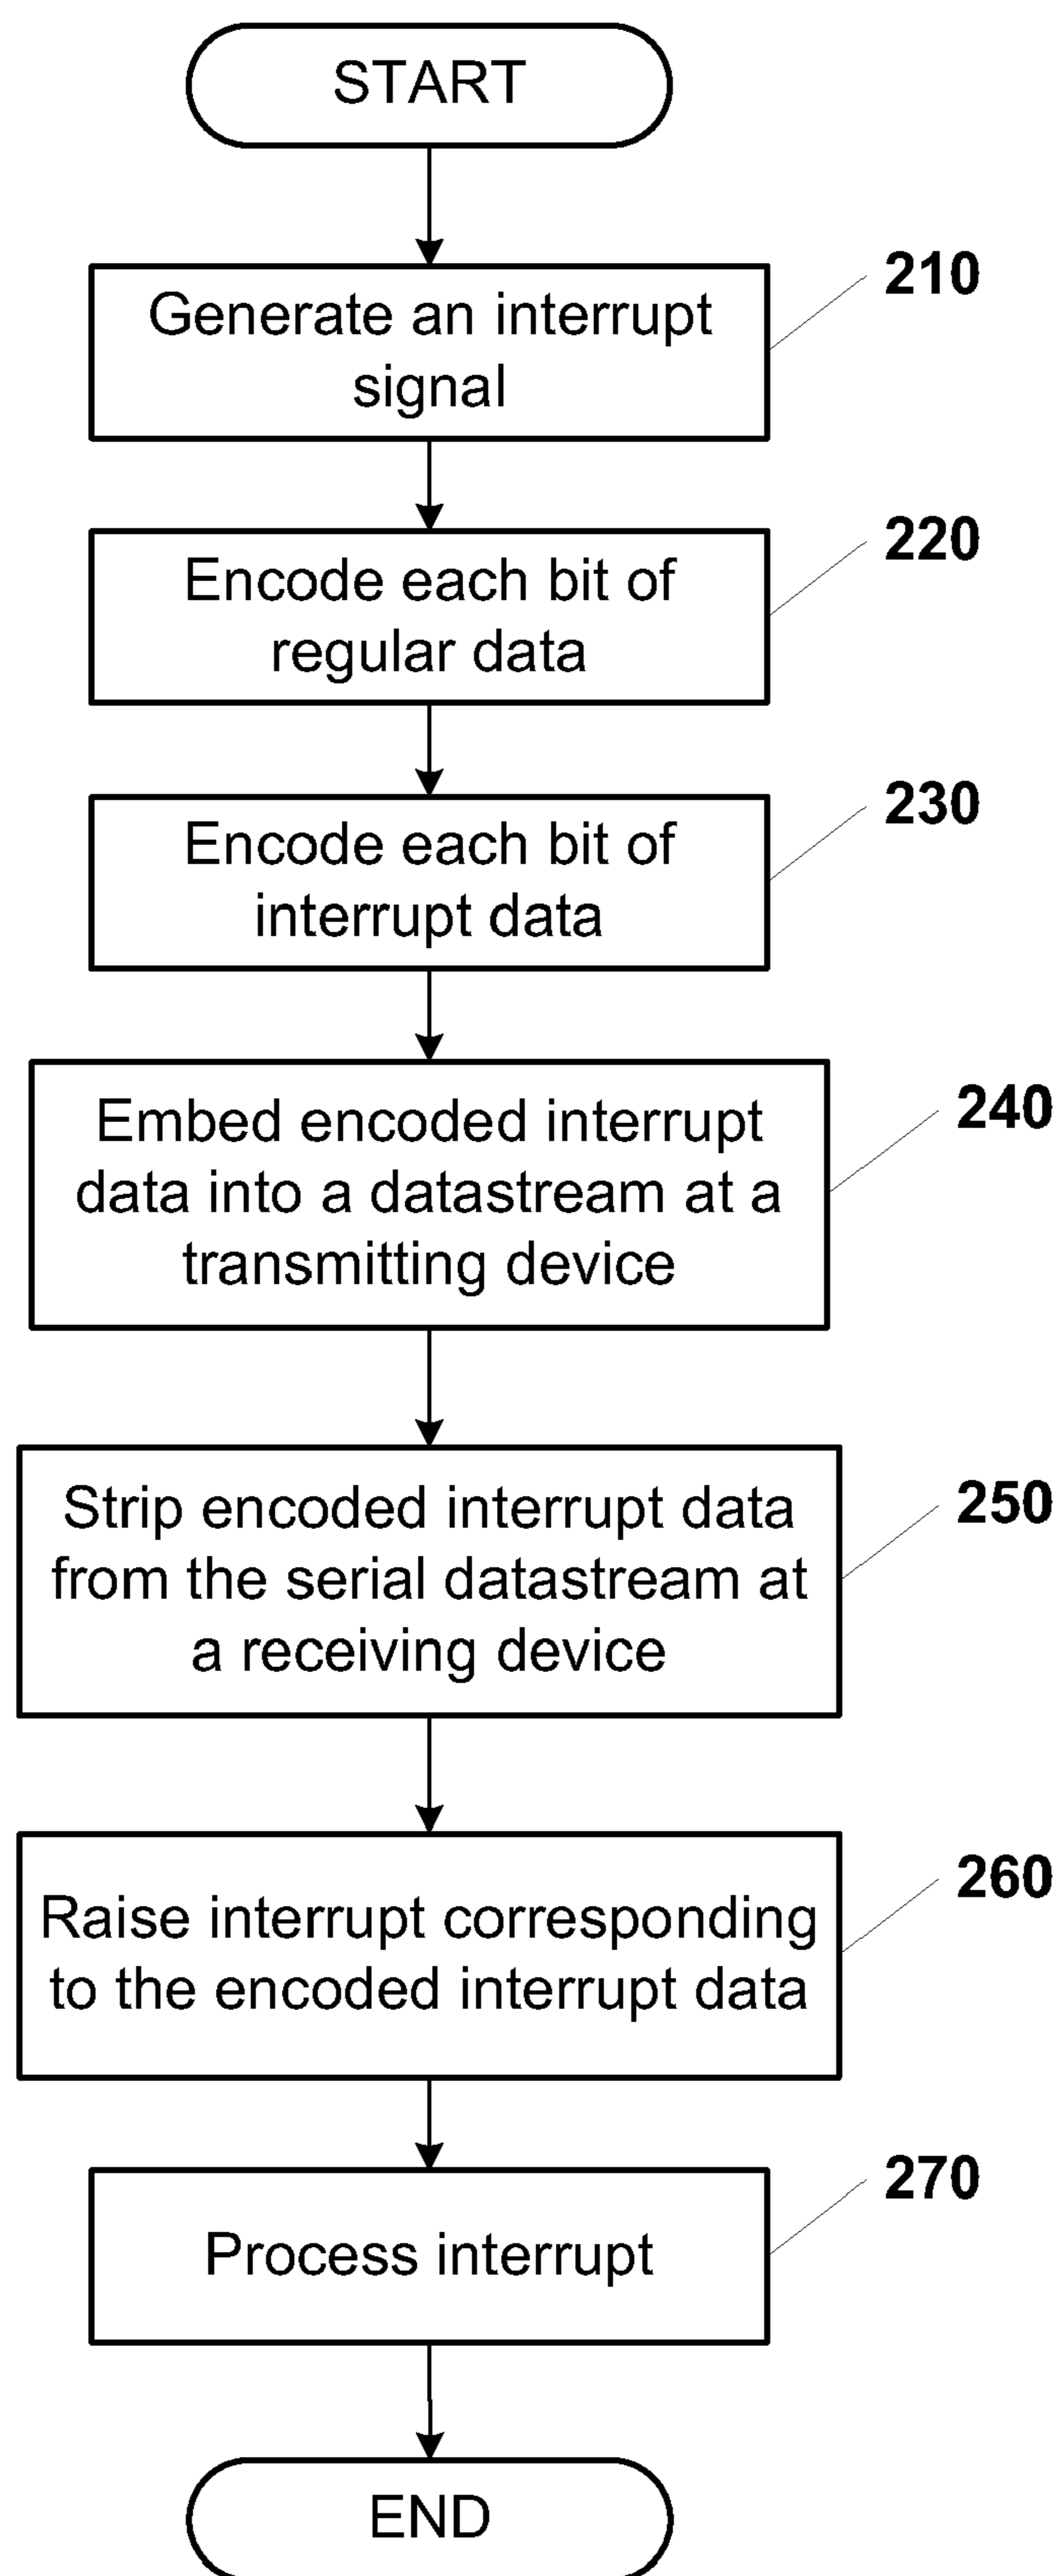 START
210
Generate an interrupt
signal
220
Encode each bit of
regular data
230
Encode each bit of
interrupt data
240
Embed encoded interrupt
data into a datastream at a
transmitting device
250
Strip encoded interrupt data
from the serial datastream at
a receiving device
260
Raise interrupt corresponding
to the encoded interrupt data
270
Process interrupt
END